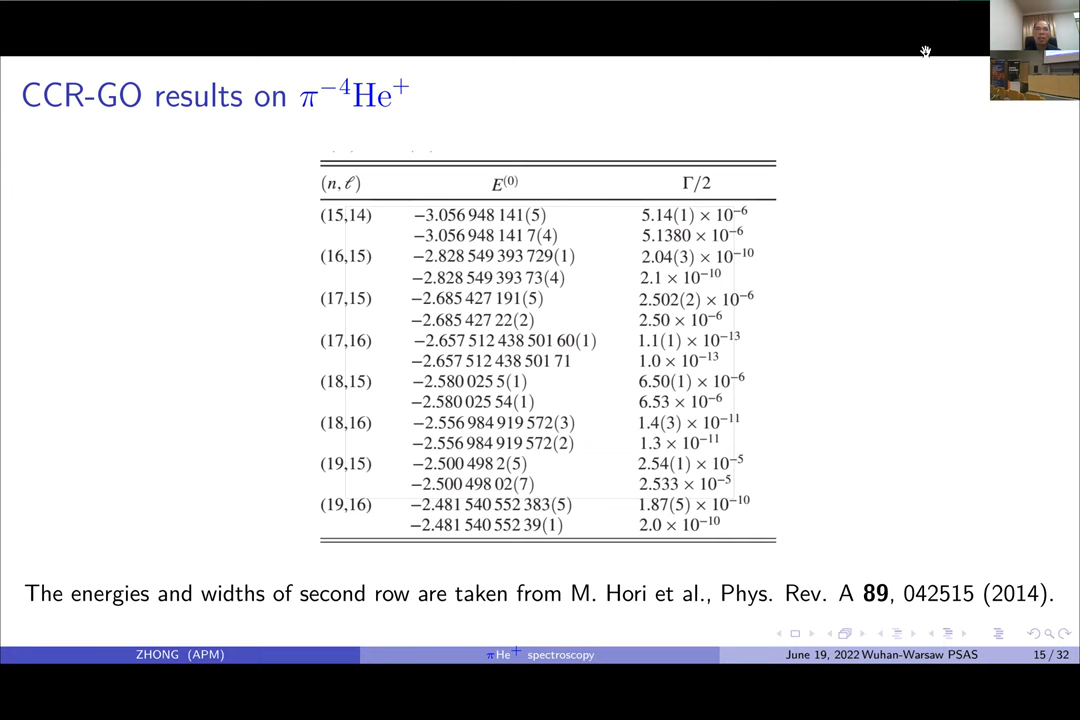 CCR-GO results on π⁻⁴He⁺
(n, ℓ) E⁽⁰⁾ Γ/2
(15,14) −3.056 948 141(5) 5.14(1) × 10⁻⁶
−3.056 948 141 7(4) 5.1380 × 10⁻⁶
(16,15) −2.828 549 393 729(1) 2.04(3) × 10⁻¹⁰
−2.828 549 393 73(4) 2.1 × 10⁻¹⁰
(17,15) −2.685 427 191(5) 2.502(2) × 10⁻⁶
−2.685 427 22(2) 2.50 × 10⁻⁶
(17,16) −2.657 512 438 501 60(1) 1.1(1) × 10⁻¹³
−2.657 512 438 501 71 1.0 × 10⁻¹³
(18,15) −2.580 025 5(1) 6.50(1) × 10⁻⁶
−2.580 025 54(1) 6.53 × 10⁻⁶
(18,16) −2.556 984 919 572(3) 1.4(3) × 10⁻¹¹
−2.556 984 919 572(2) 1.3 × 10⁻¹¹
(19,15) −2.500 498 2(5) 2.54(1) × 10⁻⁵
−2.500 498 02(7) 2.533 × 10⁻⁵
(19,16) −2.481 540 552 383(5) 1.87(5) × 10⁻¹⁰
−2.481 540 552 39(1) 2.0 × 10⁻¹⁰
The energies and widths of second row are taken from M. Hori et al., Phys. Rev. A 89, 042515 (2014).
ZHONG (APM) πHe⁺ spectroscopy June 19, 2022 Wuhan-Warsaw PSAS 15 / 32